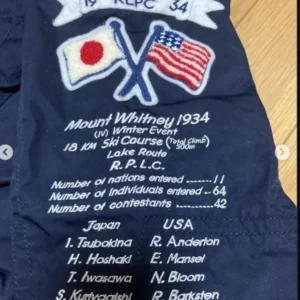 19 RLPC 34
Mount Whitney 1934
(IV) Winter Event
18 KM Ski Course (Total Climb 300m)
Lake Route
R.P.L.C.
Number of nations entered ........11
Number of individuals entered ..64
Number of contestants ......42
Japan USA
I. Tsubokina R. Anderton
H. Hoshaki E. Mansel
T. Iwasawa N. Bloom
S. Kuriyagishi R. Barksten